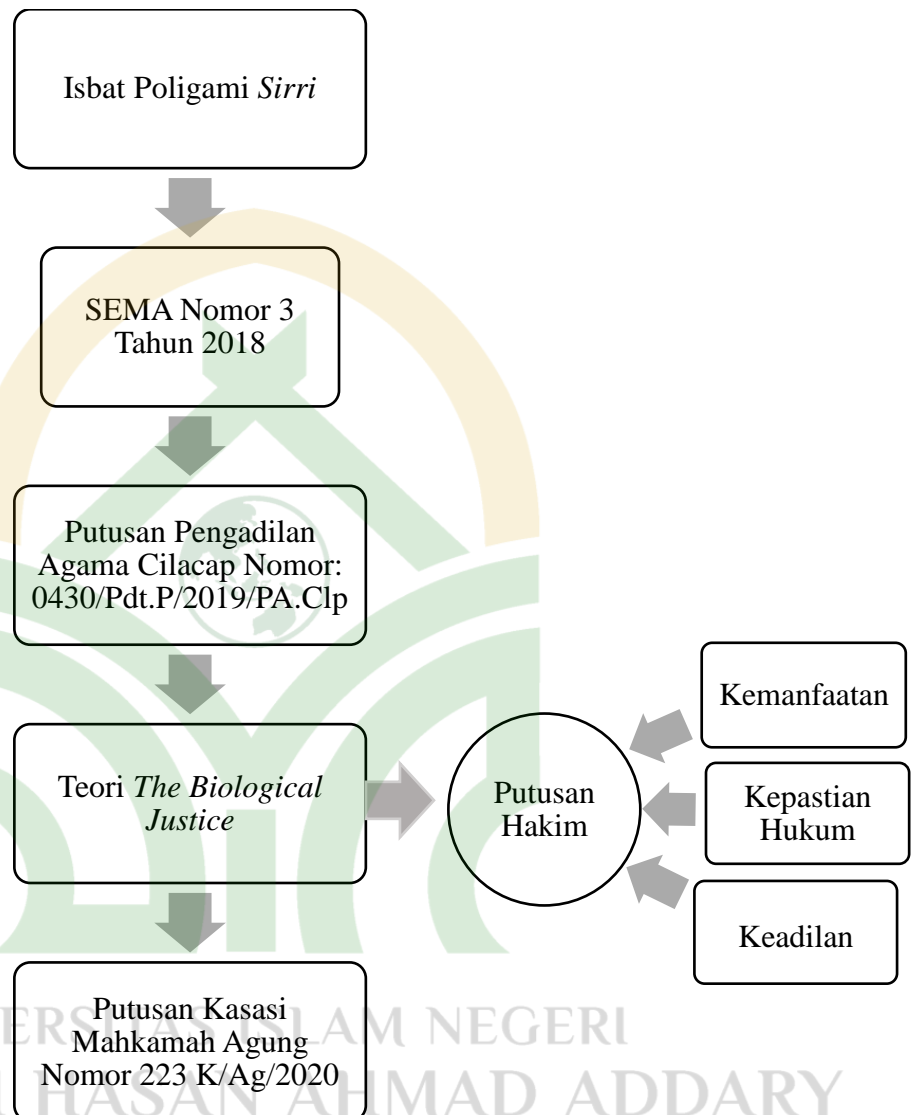 Isbat Poligami Sirri
SEMA Nomor 3
Tahun 2018
Putusan Pengadilan
Agama Cilacap Nomor:
0430/Pdt.P/2019/PA.Clp
Teori The Biological
Justice
Putusan
Hakim
Kemanfaatan
Kepastian
Hukum
Keadilan
Putusan Kasasi
Mahkamah Agung
Nomor 223 K/Ag/2020
NEGERI
HASAN AHMAD ADDARY